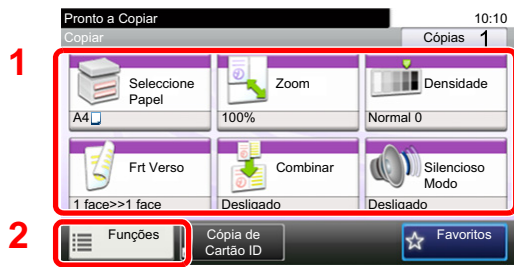 Pronto a Copiar 10:10
Copiar Cópias 1
1
Seleccione
Papel
A4
Zoom
100%
Densidade
Normal 0
Frt Verso
1 face>>1 face
Combinar
Desligado
Silencioso
Modo
Desligado
2
Funções
Cópia de
Cartão ID
Favoritos